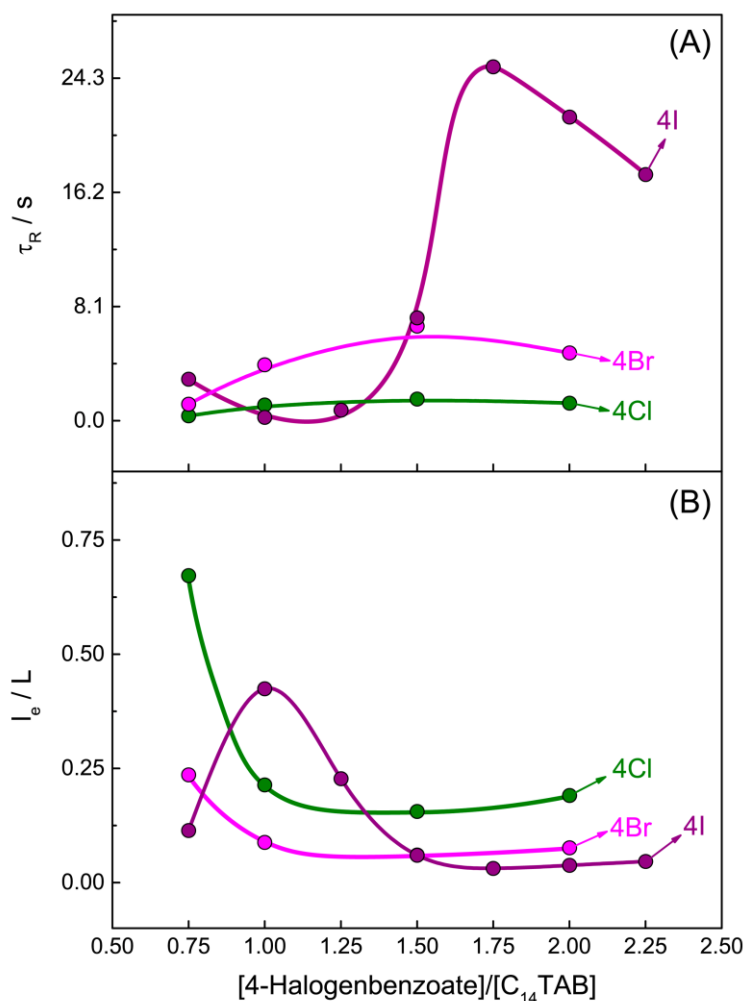 (A)
24.3
16.2
8.1
0.0
τR / s
4I
4Br
4Cl
(B)
0.75
0.50
0.25
0.00
le / L
4Cl
4Br
4I
0.50 0.75 1.00 1.25 1.50 1.75 2.00 2.25 2.50
[4-Halogenbenzoate]/[C14TAB]